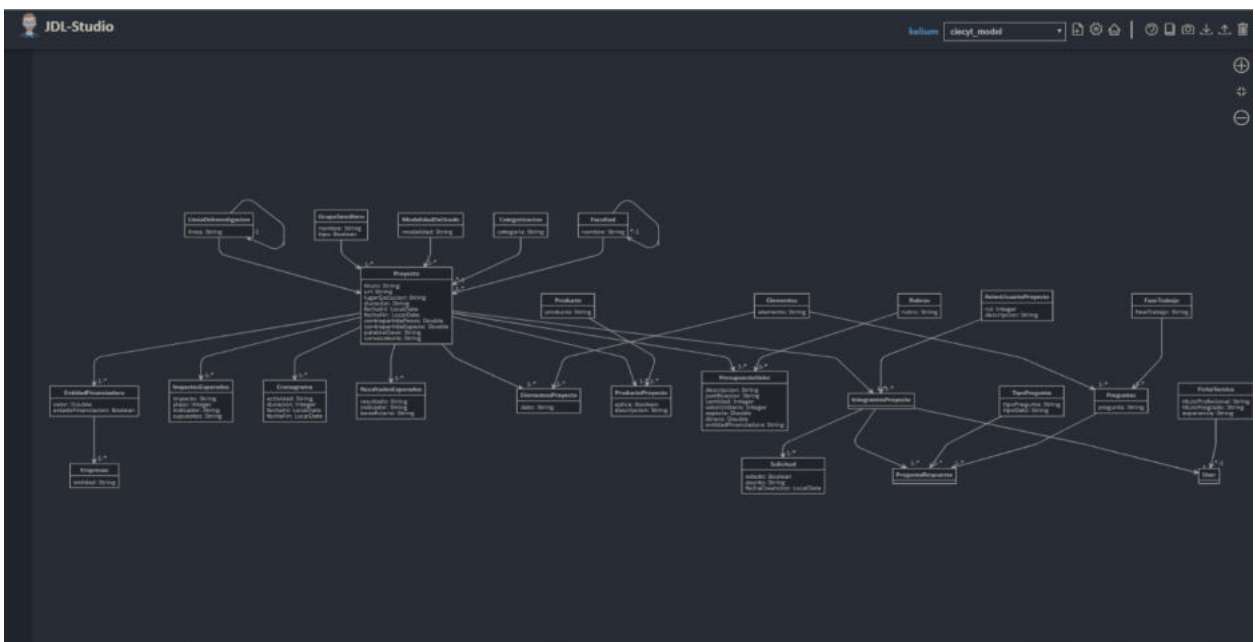 JDL-Studio
kalium
ciecyt_model
LineaDeInvestigacion
linea: String
GrupoSemillero
nombre: String
tipo: Boolean
ModalidadDeGrado
modalidad: String
Categorizacion
categoria: String
Facultad
nombre: String
Proyecto
titulo: String
url: String
lugarEjecucion: String
duracion: String
fechaIni: LocalDate
fechaFin: LocalDate
contrapartidaPesos: Double
contrapartidaEspecie: Double
palabraClave: String
convocatoria: String
Producto
producto: String
Elementos
elemento: String
Rubros
rubro: String
RolesUsuarioProyecto
rol: Integer
descripcion: String
FaseTrabajo
faseTrabajo: String
EntidadFinanciadora
valor: Double
estadoFinanciacion: Boolean
ImpactosEsperados
impacto: String
plazo: Integer
indicador: String
supuestos: String
Cronograma
actividad: String
duracion: Integer
fechaIni: LocalDate
fechaFin: LocalDate
ResultadosEsperados
resultado: String
indicador: String
beneficiario: String
ElementosProyecto
dato: String
ProductoProyecto
aplica: Boolean
descripcion: String
PresupuestoValor
descripcion: String
justificacion: String
cantidad: Integer
valorUnitario: Integer
especie: Double
dinero: Double
entidadFinanciadora: String
IntegrantesProyecto
TipoPregunta
tipoPregunta: String
tipoDato: String
Preguntas
pregunta: String
tituloProfesional: String
tituloPregrado: String
experiencia: String
Empresas
entidad: String
Solicitud
estado: Boolean
fechaCreacion: LocalDate
User